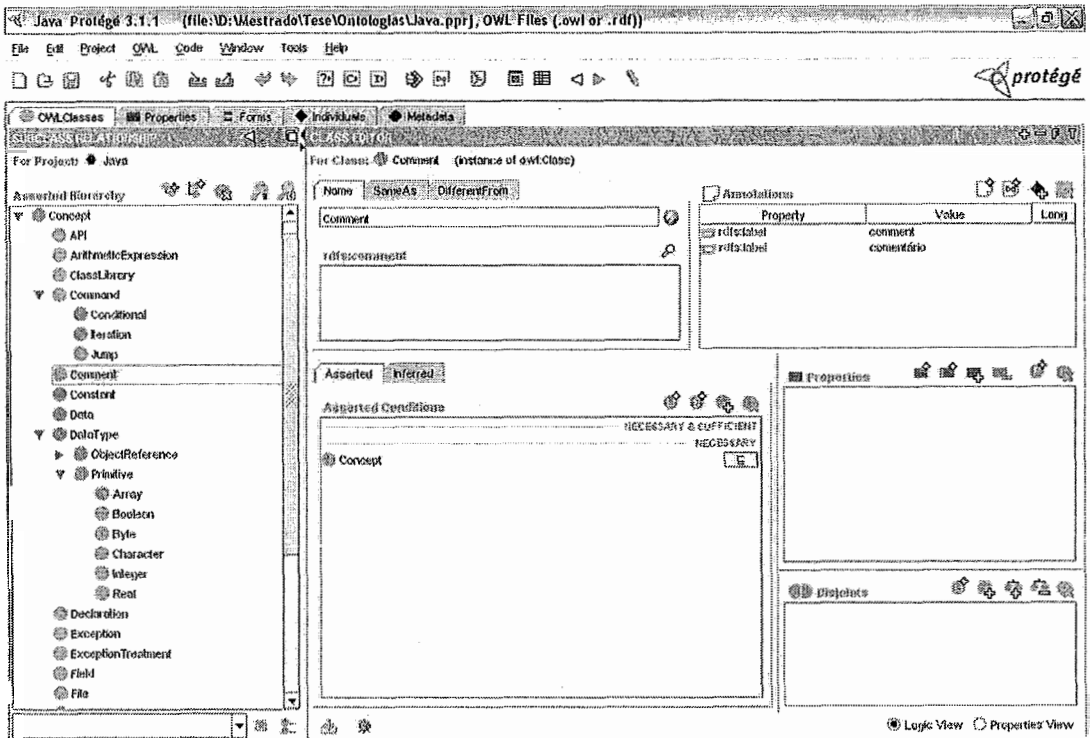 Java Protégé 3.1.1 (file:\D:\Mestrado\Tese\Ontologias\Java.pprj, OWL Files (.owl or .rdf))
File Edit Project OWL Code Window Tools Help
protégé
OWLClasses Properties Forms Individuals Metadata
SUBCLASS RELATIONSHIP
CLASS EDITOR
For Project: Java
For Class: Comment (instance of owl:Class)
Asserted Hierarchy
Concept
API
ArithmeticExpression
ClassLibrary
Command
Conditional
Iteration
Jump
Comment
Constant
Data
DataType
ObjectReference
Primitive
Array
Boolean
Byte
Character
Integer
Real
Declaration
Exception
ExceptionTreatment
Field
File
Name SameAs DifferentFrom
Comment
rdfs:comment
Annotations
Property Value Lang
rdfs:label comment
rdfs:label comentário
Asserted Inferred
Asserted Conditions
NECESSARY & SUFFICIENT
NECESSARY
Concept
Properties
Disjoints
Logic View Properties View